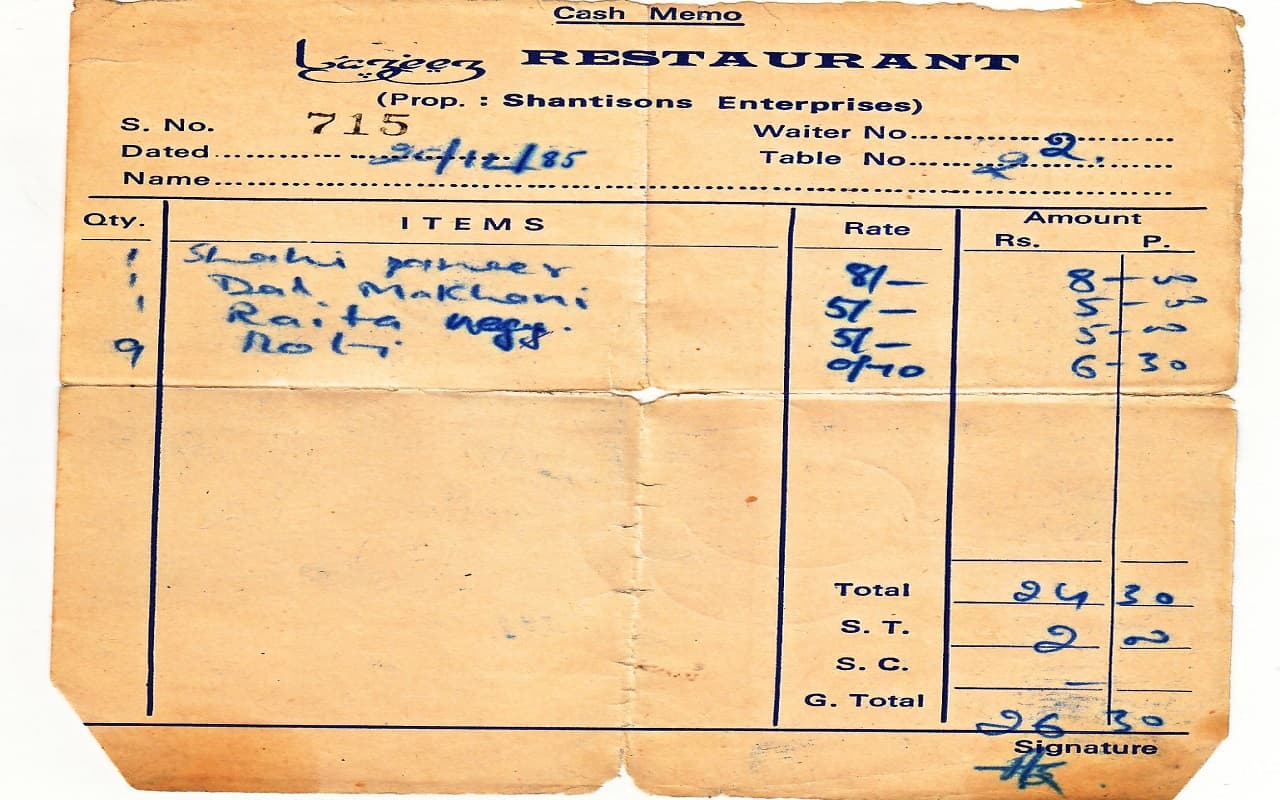 Cash Memo
Lazeez RESTAURANT
(Prop. : Shantisons Enterprises)
S. No. 715 Waiter No.......... 2.
Dated.......... /12/85 Table No..........
Name..........
Qty. ITEMS Rate Amount
Rs. P.
1 Shahi paneer 8/— 8 – 00
1 Dal. Makhani 5/— 5 – 00
1 Raita vegg. 5/— 5 – 00
9 Roti 0/70 6 – 30
Total 24 30
S. T. 2 00
S. C. —
G. Total 26 30
Signature